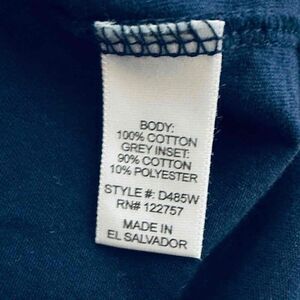 BODY:
100% COTTON
GREY INSET:
90% COTTON
10% POLYESTER
STYLE #: D485W
RN# 122757
MADE IN
EL SALVADOR